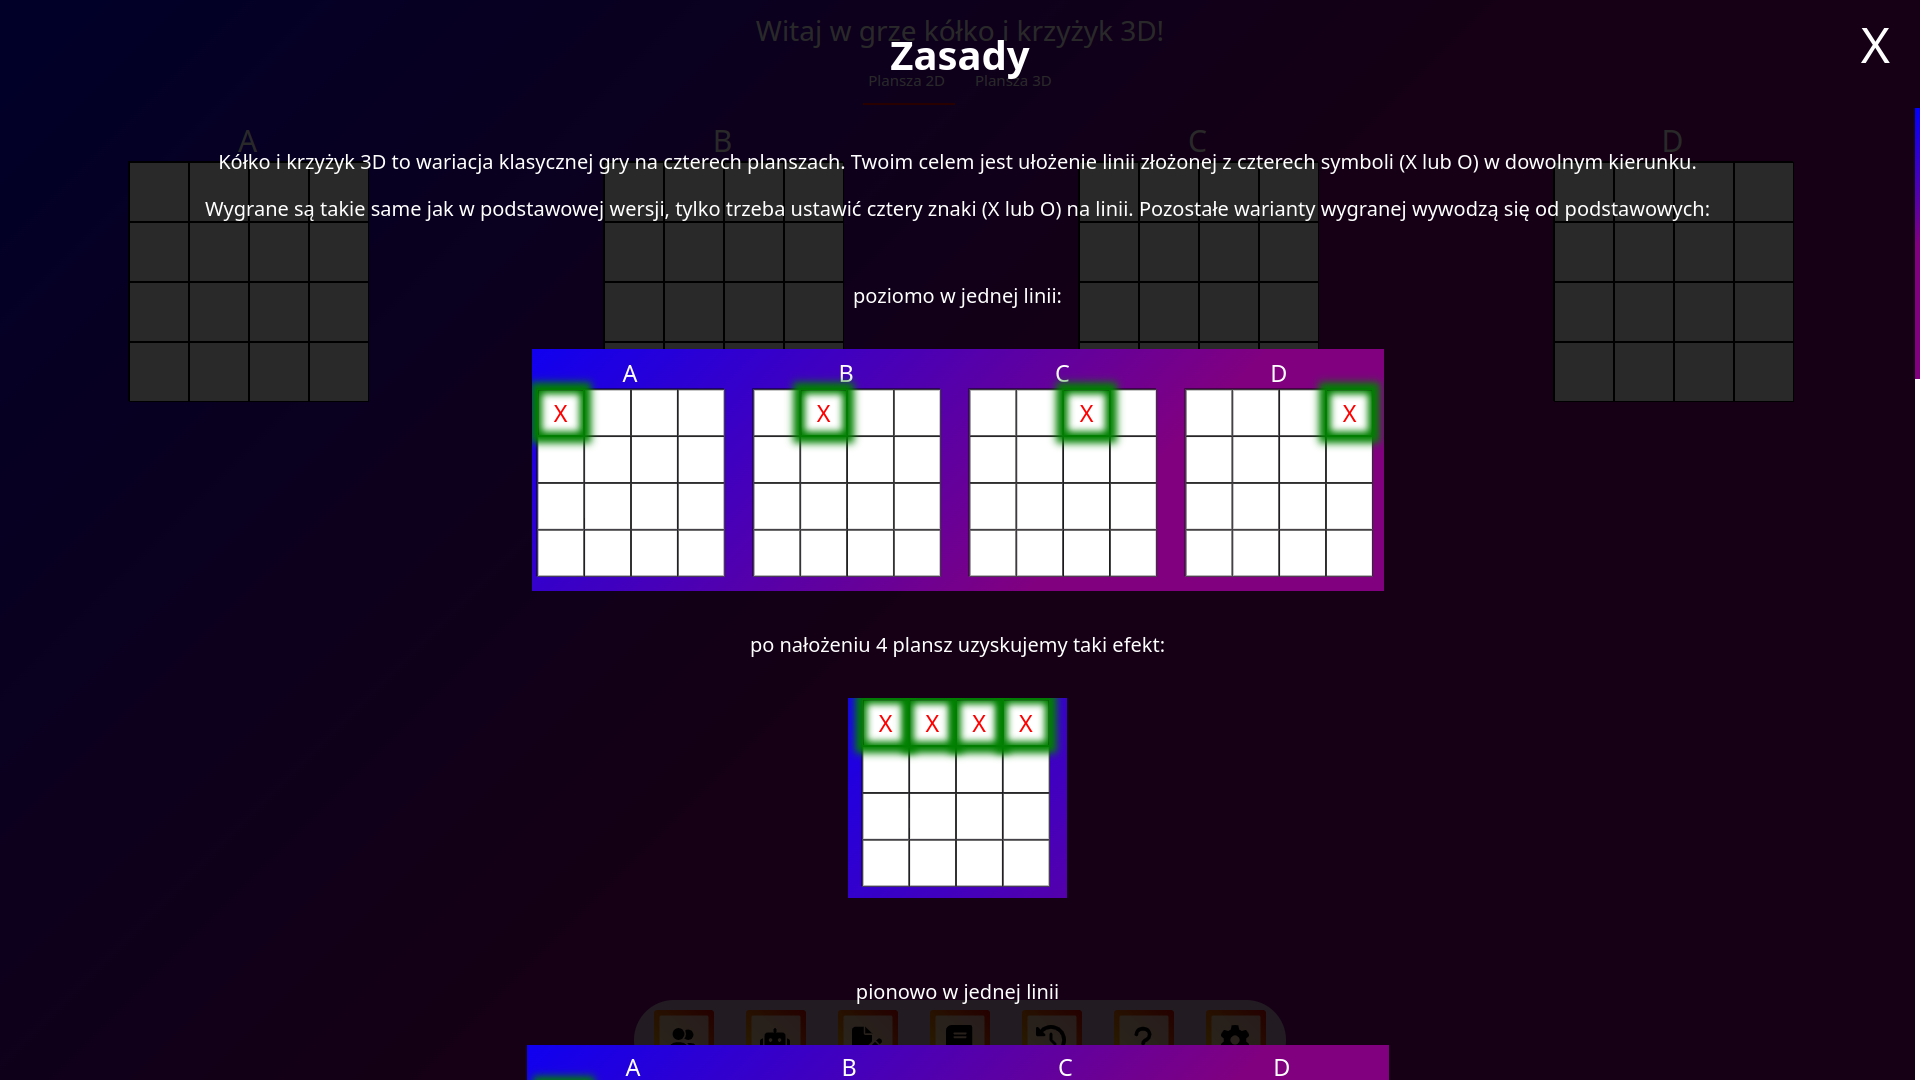 Witaj w grze kółko i krzyżyk 3D!
Zasady
X
Plansza 2D Plansza 3D
A B C D
Kółko i krzyżyk 3D to wariacja klasycznej gry na czterech planszach. Twoim celem jest ułożenie linii złożonej z czterech symboli (X lub O) w dowolnym kierunku.
Wygrane są takie same jak w podstawowej wersji, tylko trzeba ustawić cztery znaki (X lub O) na linii. Pozostałe warianty wygranej wywodzą się od podstawowych:
poziomo w jednej linii:
A B C D
X X X X
po nałożeniu 4 plansz uzyskujemy taki efekt:
X X X X
pionowo w jednej linii
A B C D